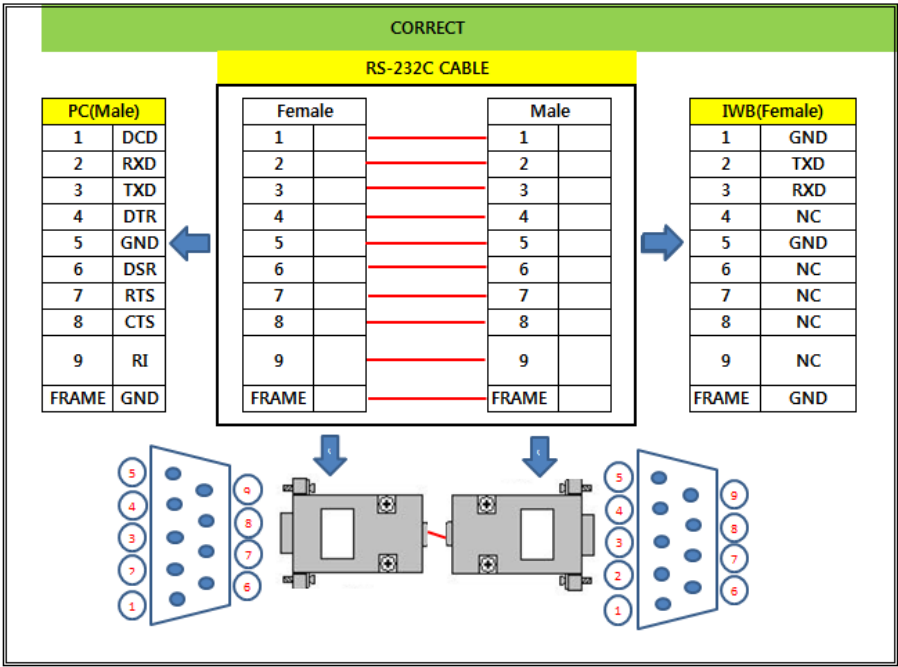 CORRECT
RS-232C CABLE
PC(Male) Female Male IWB(Female)
1 DCD 1 1 1 GND
2 RXD 2 2 2 TXD
3 TXD 3 3 3 RXD
4 DTR 4 4 4 NC
5 GND 5 5 5 GND
6 DSR 6 6 6 NC
7 RTS 7 7 7 NC
8 CTS 8 8 8 NC
9 RI 9 9 9 NC
FRAME GND FRAME FRAME FRAME GND
5 9 5 9
4 8 4 8
3 7 3 7
2 6 2 6
1 1